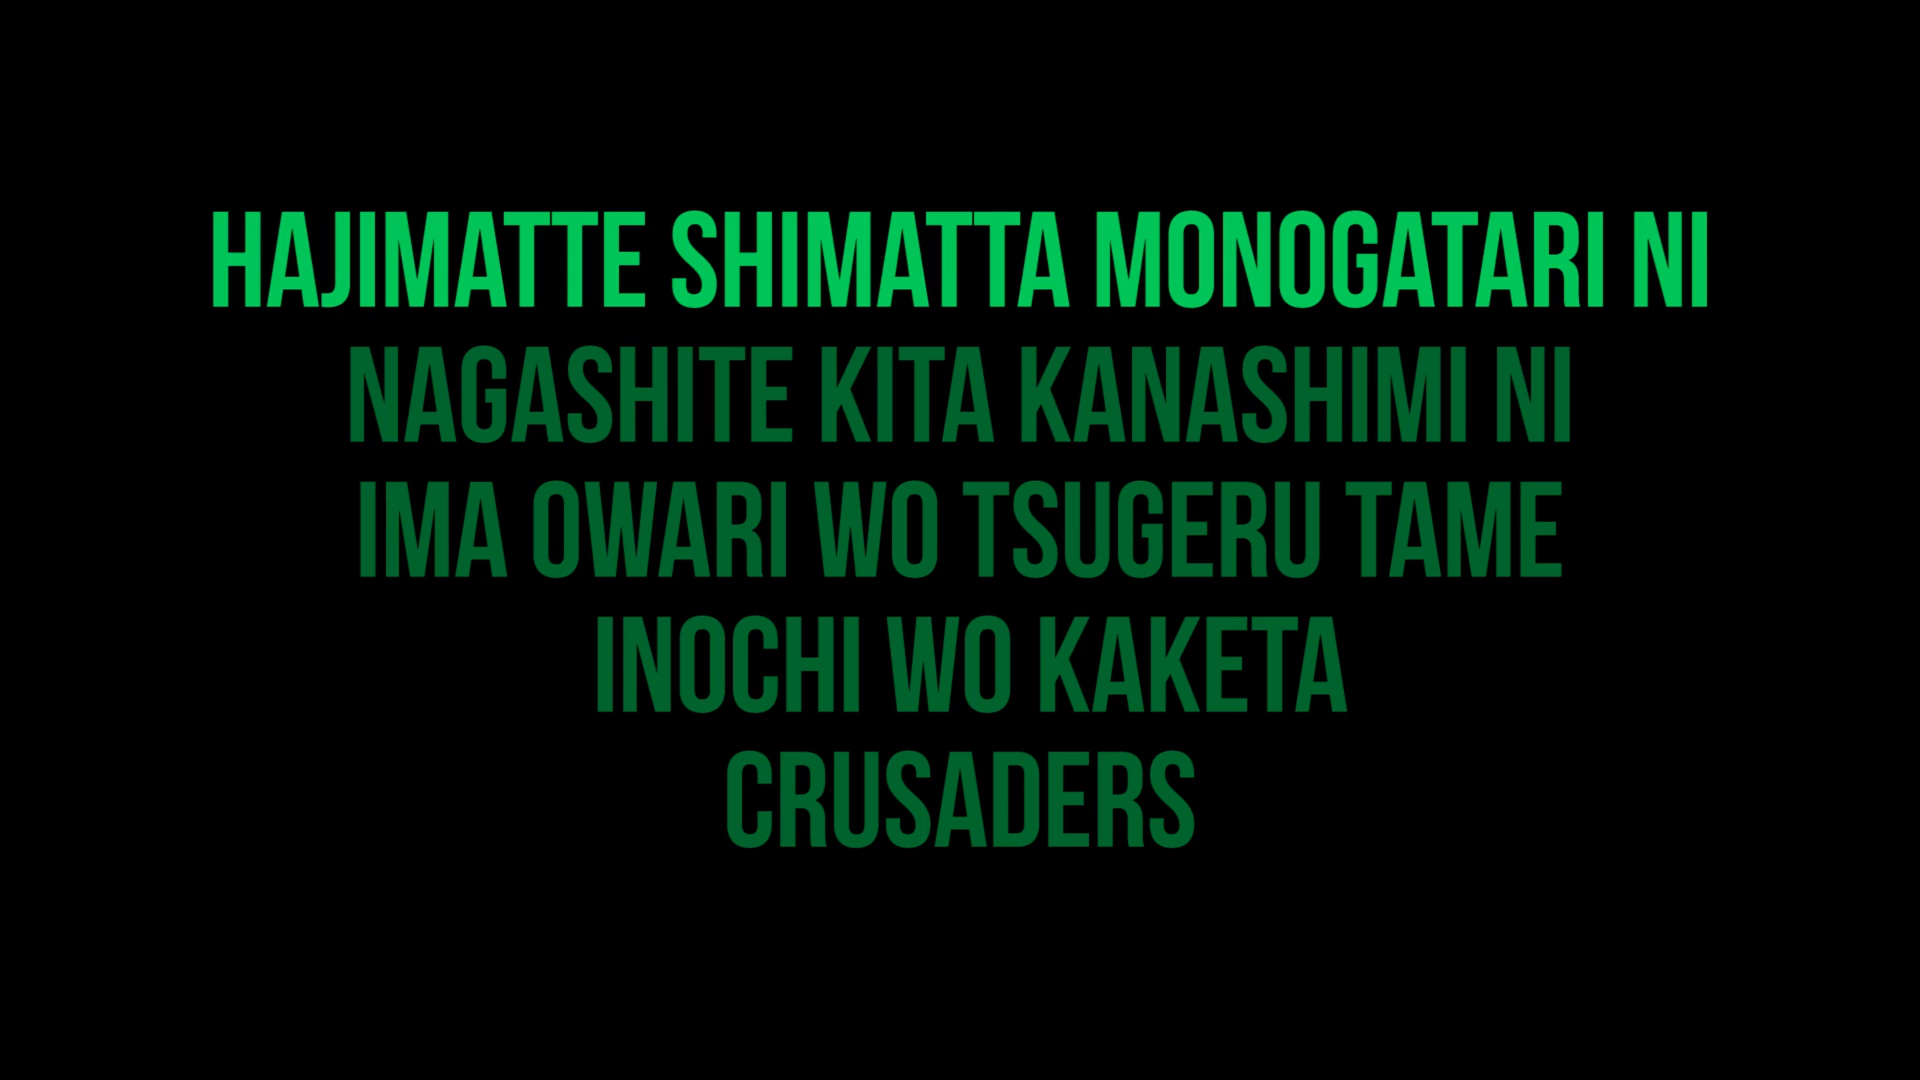 HAJIMATTE SHIMATTA MONOGATARI NI
NAGASHITE KITA KANASHIMI NI
IMA OWARI WO TSUGERU TAME
INOCHI WO KAKETA
CRUSADERS